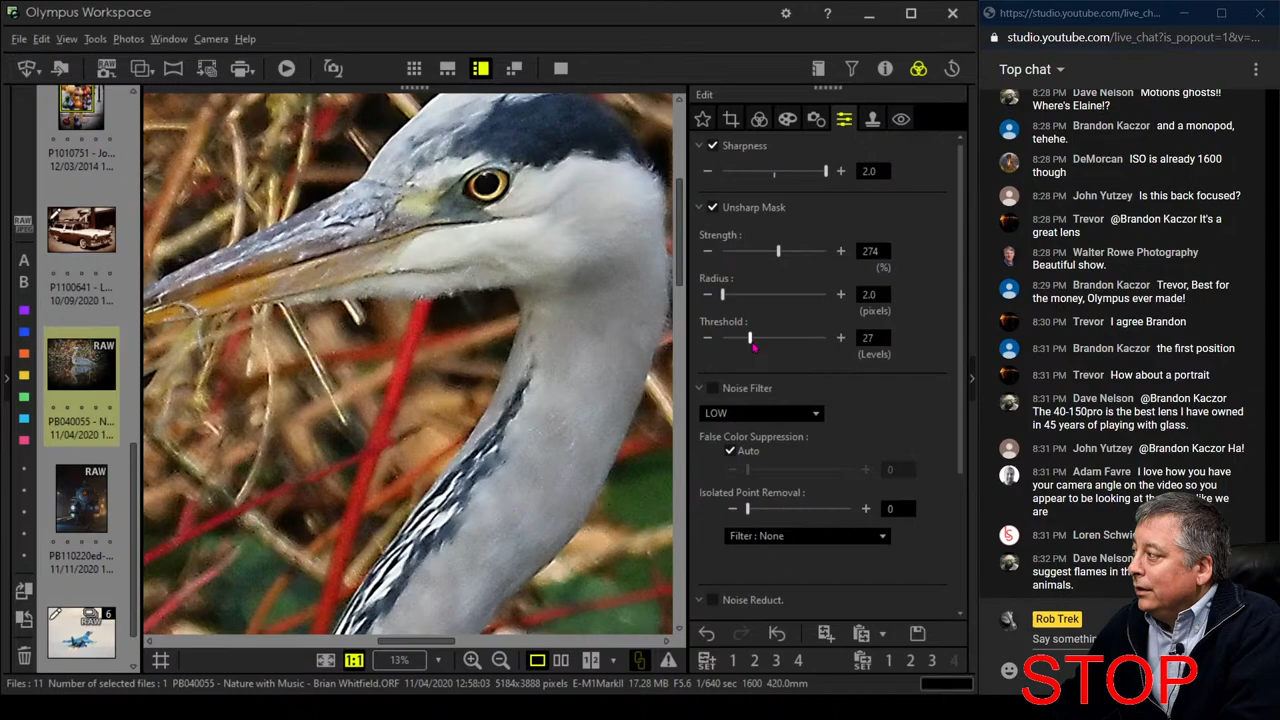 Olympus Workspace
File Edit View Tools Photos Window Camera Help
P1010751 - Jo...
12/03/2014 1...
P1100641 - L...
10/09/2020 ...
RAW
PB040055 - N...
11/04/2020 ...
RAW
PB110220ed-...
11/11/2020 ...
6
RAW
JPEG
A
B
Edit
Sharpness
2.0
Unsharp Mask
Strength :
274
(%)
Radius :
2.0
(pixels)
Threshold :
27
(Levels)
Noise Filter
LOW
False Color Suppression :
Auto
0
Isolated Point Removal :
0
Filter : None
Noise Reduct.
SET 1 2 3 4 SET 1 2 3 4
1:1 13%
Files : 11 Number of selected files : 1 PB040055 - Nature with Music - Brian Whitfield.ORF 11/04/2020 12:58:03 5184x3888 pixels E-M1MarkII 17.28 MB F5.6 1/640 sec 1600 420.0mm
https://studio.youtube.com/live_c...
studio.youtube.com/live_chat?is_popout=1&v=...
Top chat
8:28 PM Dave Nelson Motions ghosts!!
Where's Elaine!?
8:28 PM Brandon Kaczor and a monopod,
tehehe.
8:28 PM DeMorcan ISO is already 1600
though
8:28 PM John Yutzey Is this back focused?
8:28 PM Trevor @Brandon Kaczor It's a
great lens
8:28 PM Walter Rowe Photography
Beautiful show.
8:29 PM Brandon Kaczor Trevor, Best for
the money, Olympus ever made!
8:30 PM Trevor I agree Brandon
8:31 PM Brandon Kaczor the first position
8:31 PM Trevor How about a portrait
8:31 PM Dave Nelson @Brandon Kaczor
The 40-150pro is the best lens I have owned
in 45 years of playing with gear.
8:31 PM John Yutzey @Brandon Kaczor Ha!
8:31 PM Adam Favre I love how you have
your camera angle on the video so you
appear to be looking at the like we
are
8:31 PM Loren
8:32 PM Dave Nelson
suggest flames in th
animals.
Rob Trek
Say somethin
STOP